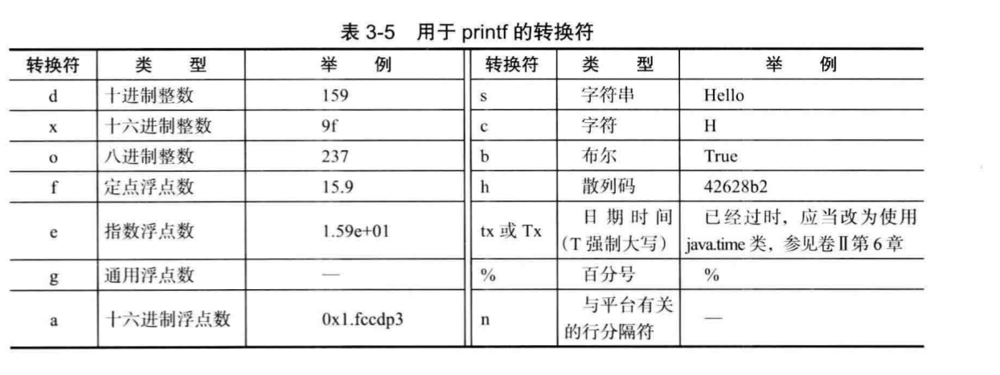 表 3-5 用于 printf 的转换符
转换符 类 型 举 例 转换符 类 型 举 例
d 十进制整数 159 s 字符串 Hello
x 十六进制整数 9f c 字符 H
o 八进制整数 237 b 布尔 True
f 定点浮点数 15.9 h 散列码 42628b2
e 指数浮点数 1.59e+01 tx 或 Tx 日期时间 已经过时，应当改为使用
（T 强制大写） java.time 类，参见卷Ⅱ第 6 章
g 通用浮点数 — % 百分号 %
a 十六进制浮点数 0x1.fccdp3 n 与平台有关 —
的行分隔符